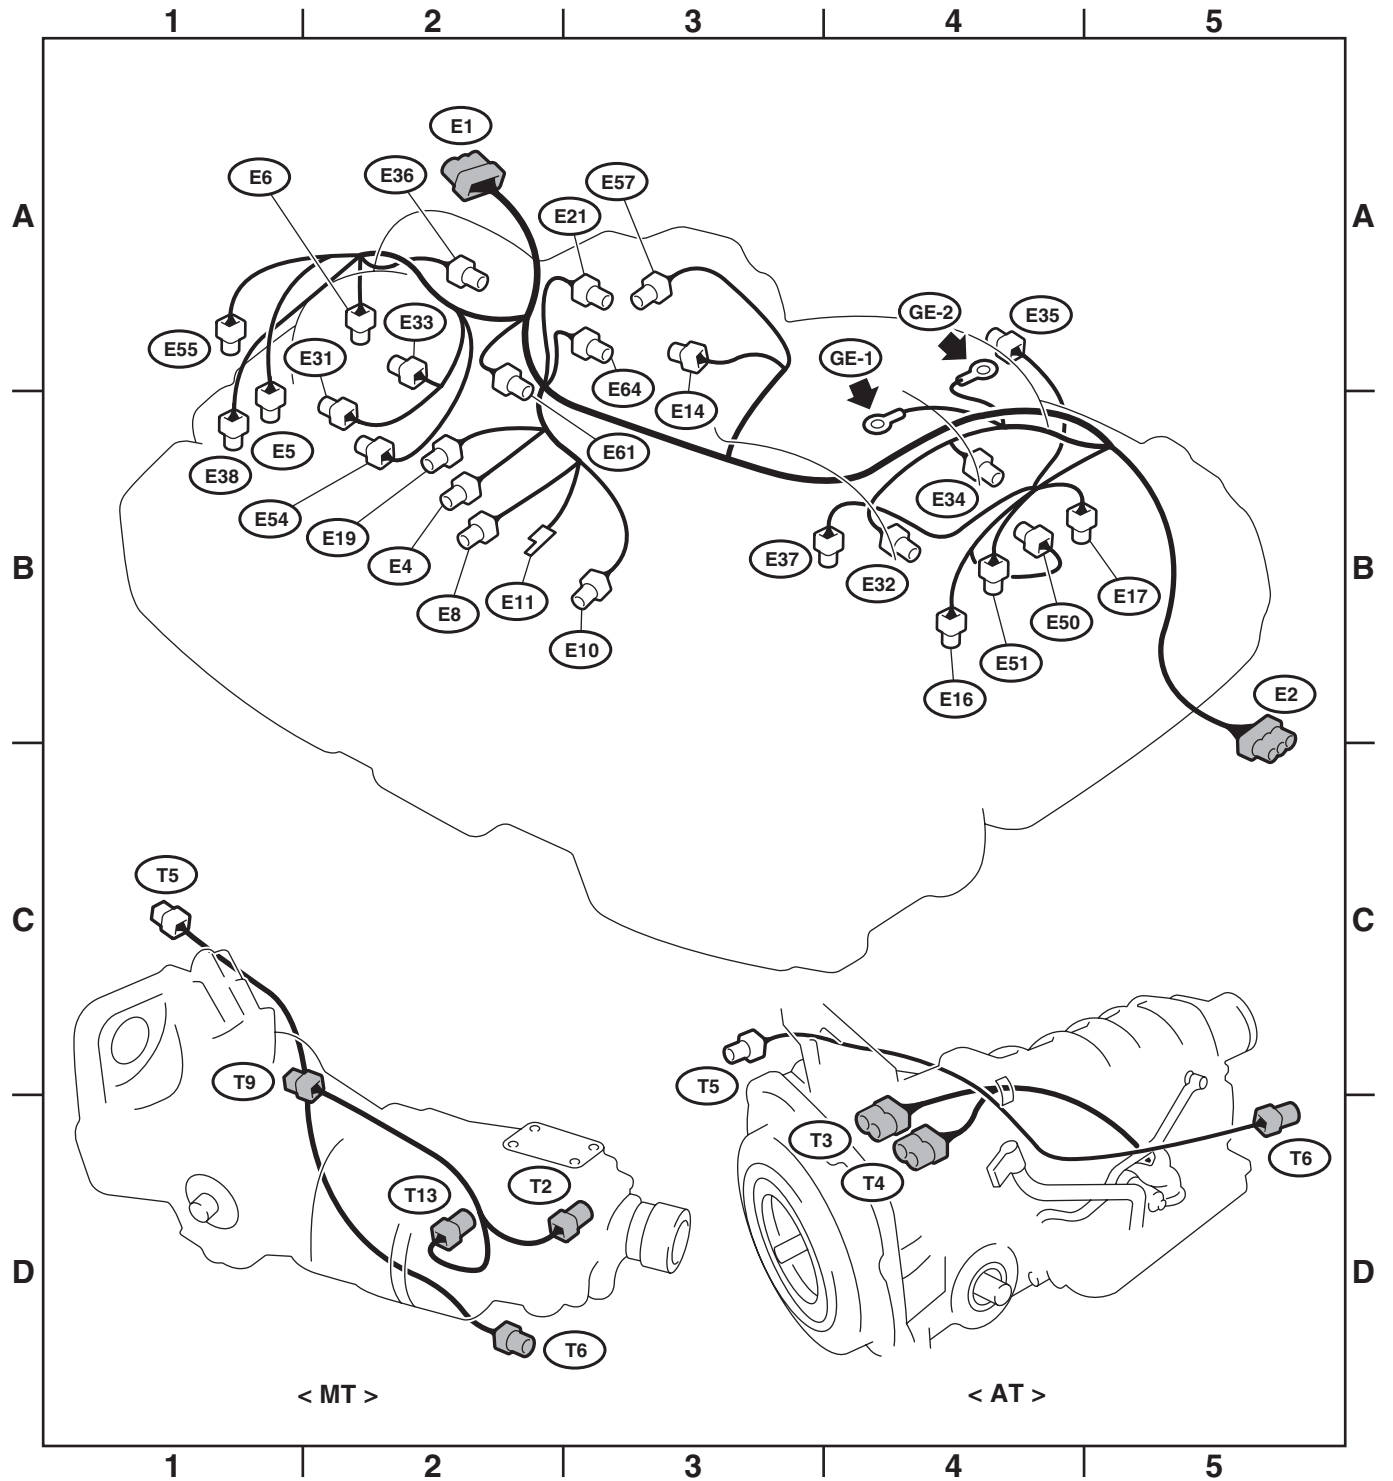 1 2 3 4 5
E1
E6 E36 E57
E21
A A
GE-2 E35
E33
E55 E31 GE-1
E64
E14
E5 E61
E38
E34
E54
E19
E4 E37
B B
E32
E11 E17
E8
E50
E10
E51
E16 E2
T5
C C
T9 T5
T3
T6
T13 T2 T4
D D
T6
< MT > < AT >
1 2 3 4 5